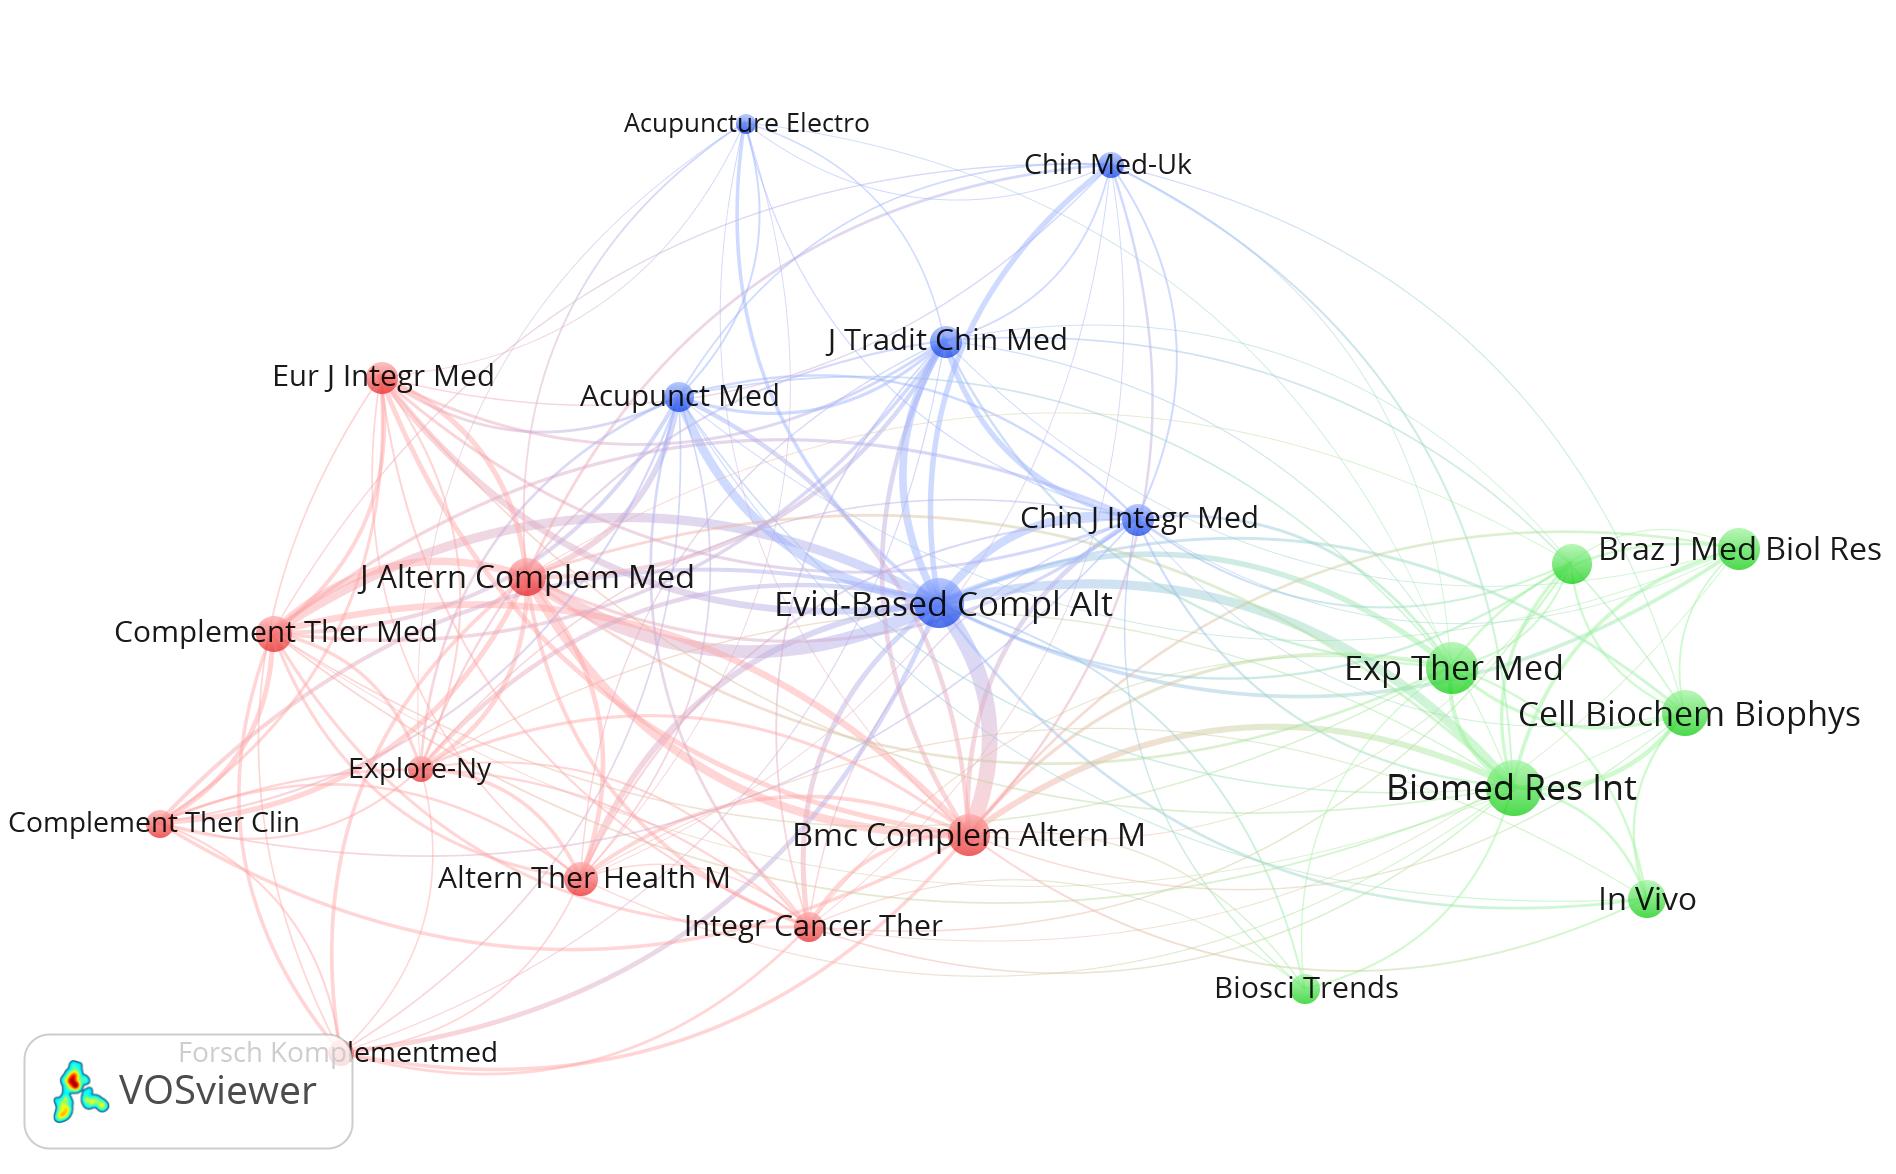 Acupuncture Electro
Chin Med-Uk
J Tradit Chin Med
Eur J Integr Med
Acupunct Med
Chin J Integr Med
Braz J Med Biol Res
J Altern Complem Med
Evid-Based Compl Alt
Complement Ther Med
Exp Ther Med
Cell Biochem Biophys
Explore-Ny
Biomed Res Int
Complement Ther Clin
Bmc Complem Altern M
Altern Ther Health M
In Vivo
Integr Cancer Ther
Biosci Trends
Forsch Komplementmed
VOSviewer